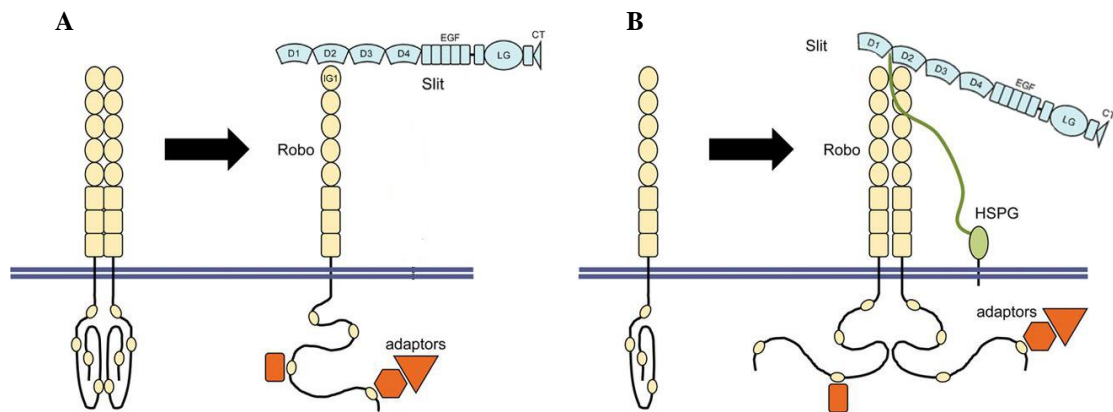 A
D1 D2 D3 D4 EGF LG CT
Slit
IG1
Robo
adaptors
B
Slit
D1 D2 D3 D4 EGF LG CT
Robo
HSPG
adaptors